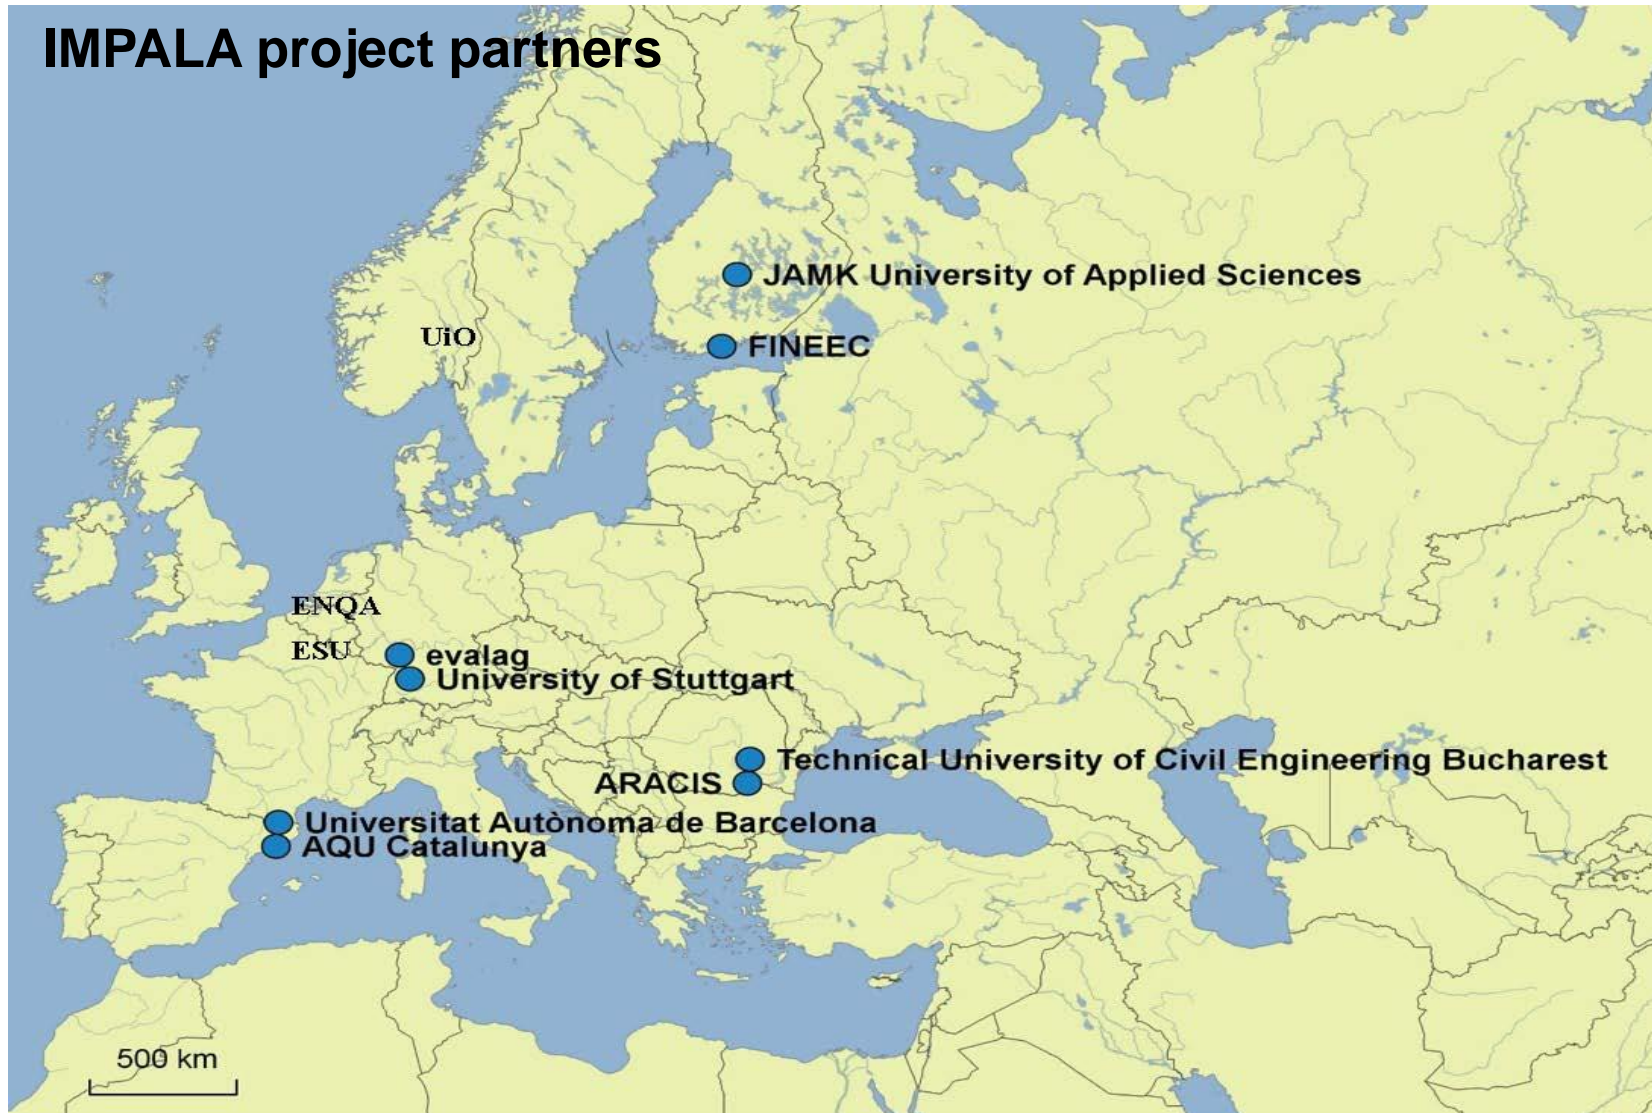 IMPALA project partners
JAMK University of Applied Sciences
UiO
FINEEC
ENQA
ESU
evalag
University of Stuttgart
Technical University of Civil Engineering Bucharest
ARACIS
Universitat Autònoma de Barcelona
AQU Catalunya
500 km